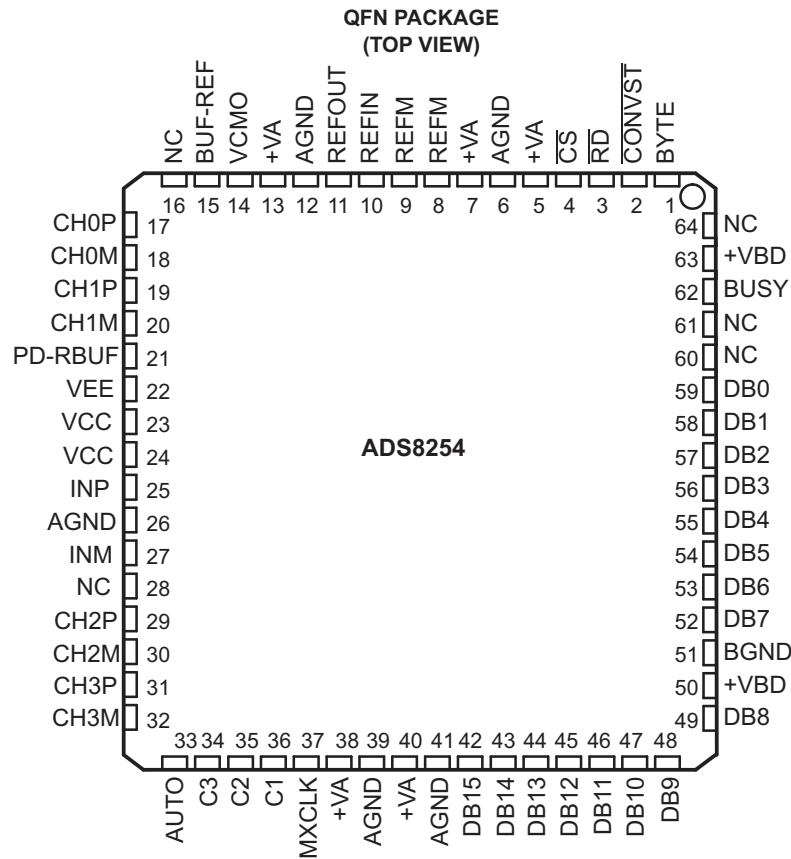 QFN PACKAGE
(TOP VIEW)
NC
BUF-REF
VCMO
+VA
AGND
REFOUT
REFIN
REFM
REFM
+VA
AGND
+VA
CS
RD
CONVST
BYTE
16 15 14 13 12 11 10 9 8 7 6 5 4 3 2 1
CH0P 17
CH0M 18
CH1P 19
CH1M 20
PD-RBUF 21
VEE 22
VCC 23
VCC 24
INP 25
AGND 26
INM 27
NC 28
CH2P 29
CH2M 30
CH3P 31
CH3M 32
ADS8254
64 NC
63 +VBD
62 BUSY
61 NC
60 NC
59 DB0
58 DB1
57 DB2
56 DB3
55 DB4
54 DB5
53 DB6
52 DB7
51 BGND
50 +VBD
49 DB8
33 34 35 36 37 38 39 40 41 42 43 44 45 46 47 48
AUTO
C3
C2
C1
MXCLK
+VA
AGND
+VA
AGND
DB15
DB14
DB13
DB12
DB11
DB10
DB9